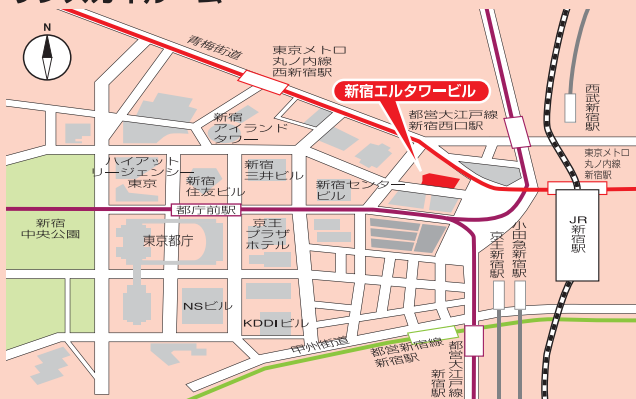 N
青梅街道
東京メトロ
丸ノ内線
西新宿駅
新宿エルタワービル
都営大江戸線
新宿西口駅
西武新宿駅
新宿
アイランド
タワー
東京メトロ
丸ノ内線
新宿駅
ハイアット
リージェンシー
東京
新宿
住友ビル
新宿
三井ビル
新宿センター
ビル
都庁前駅
新宿
中央公園
東京都庁
京王
プラザ
ホテル
JR
新宿駅
小田急新宿駅
京王新宿駅
NSビル
KDDIビル
甲州街道
都営新宿線
新宿駅
都営大江戸線
新宿駅